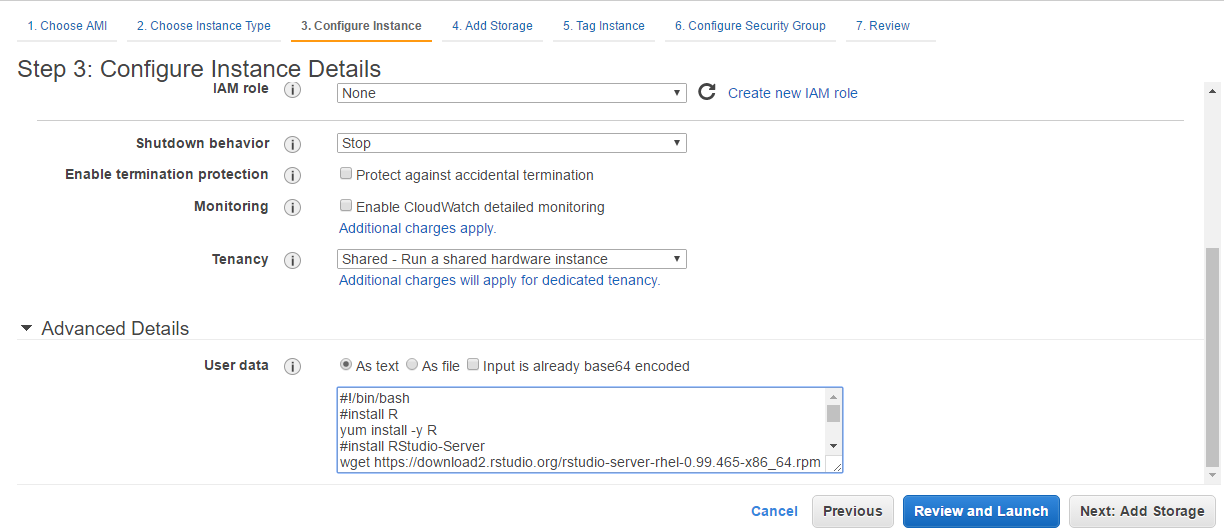 1. Choose AMI 2. Choose Instance Type 3. Configure Instance 4. Add Storage 5. Tag Instance 6. Configure Security Group 7. Review
Step 3: Configure Instance Details
IAM role i None Create new IAM role
Shutdown behavior i Stop
Enable termination protection i Protect against accidental termination
Monitoring i Enable CloudWatch detailed monitoring
Additional charges apply.
Tenancy i Shared - Run a shared hardware instance
Additional charges will apply for dedicated tenancy.
Advanced Details
User data i As text As file Input is already base64 encoded
#!/bin/bash
#install R
yum install -y R
#install RStudio-Server
wget https://download2.rstudio.org/rstudio-server-rhel-0.99.465-x86_64.rpm
Cancel Previous Review and Launch Next: Add Storage